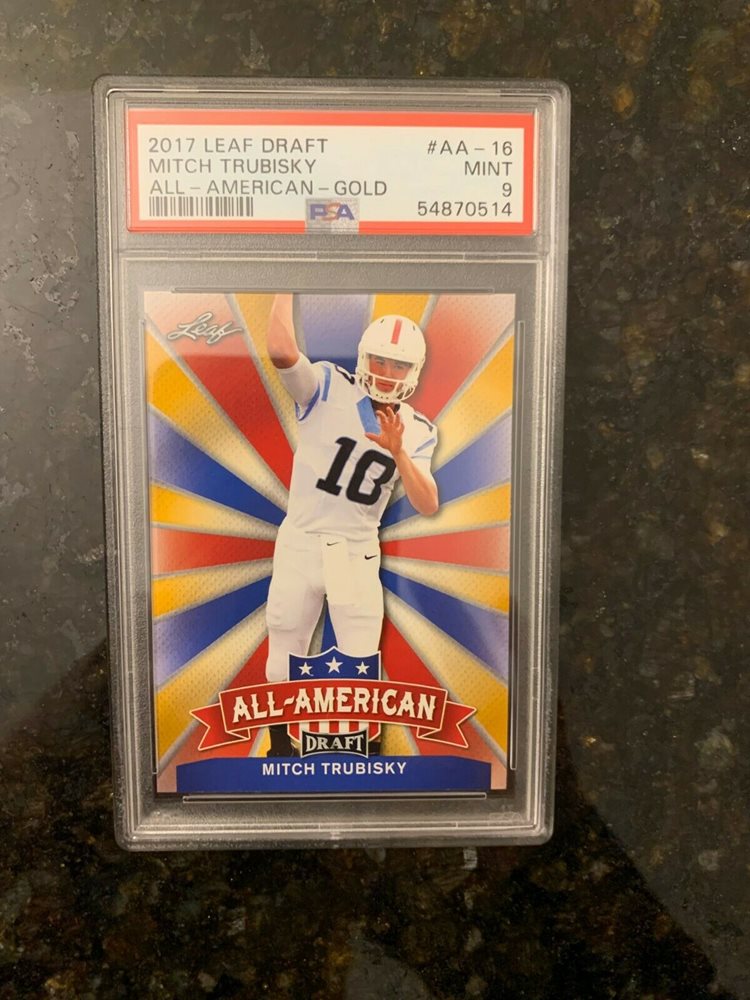 2017 LEAF DRAFT #AA-16
MITCH TRUBISKY MINT
ALL-AMERICAN-GOLD 9
PSA 54870514
Leaf
10
10
ALL-AMERICAN
DRAFT
MITCH TRUBISKY